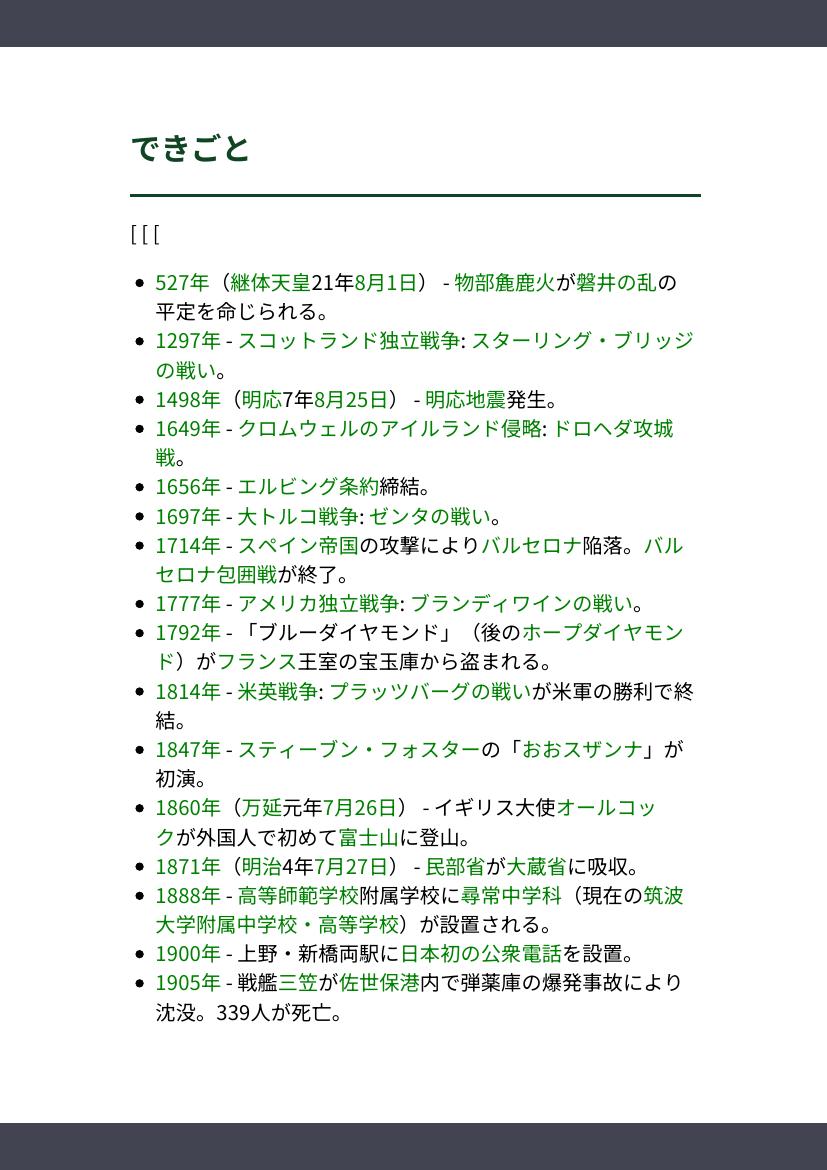 できごと
[ [ [
527年（継体天皇21年8月1日） - 物部麁鹿火が磐井の乱の
平定を命じられる。
1297年 - スコットランド独立戦争: スターリング・ブリッジ
の戦い。
1498年（明応7年8月25日） - 明応地震発生。
1649年 - クロムウェルのアイルランド侵略: ドロヘダ攻城
戦。
1656年 - エルビング条約締結。
1697年 - 大トルコ戦争: ゼンタの戦い。
1714年 - スペイン帝国の攻撃によりバルセロナ陥落。バル
セロナ包囲戦が終了。
1777年 - アメリカ独立戦争: ブランディワインの戦い。
1792年 - 「ブルーダイヤモンド」（後のホープダイヤモン
ド）がフランス王室の宝玉庫から盗まれる。
1814年 - 米英戦争: プラッツバーグの戦いが米軍の勝利で終
結。
1847年 - スティーブン・フォスターの「おおスザンナ」が
初演。
1860年（万延元年7月26日） - イギリス大使オールコッ
クが外国人で初めて富士山に登山。
1871年（明治4年7月27日） - 民部省が大蔵省に吸収。
1888年 - 高等師範学校附属学校に尋常中学科（現在の筑波
大学附属中学校・高等学校）が設置される。
1900年 - 上野・新橋両駅に日本初の公衆電話を設置。
1905年 - 戦艦三笠が佐世保港内で弾薬庫の爆発事故により
沈没。339人が死亡。